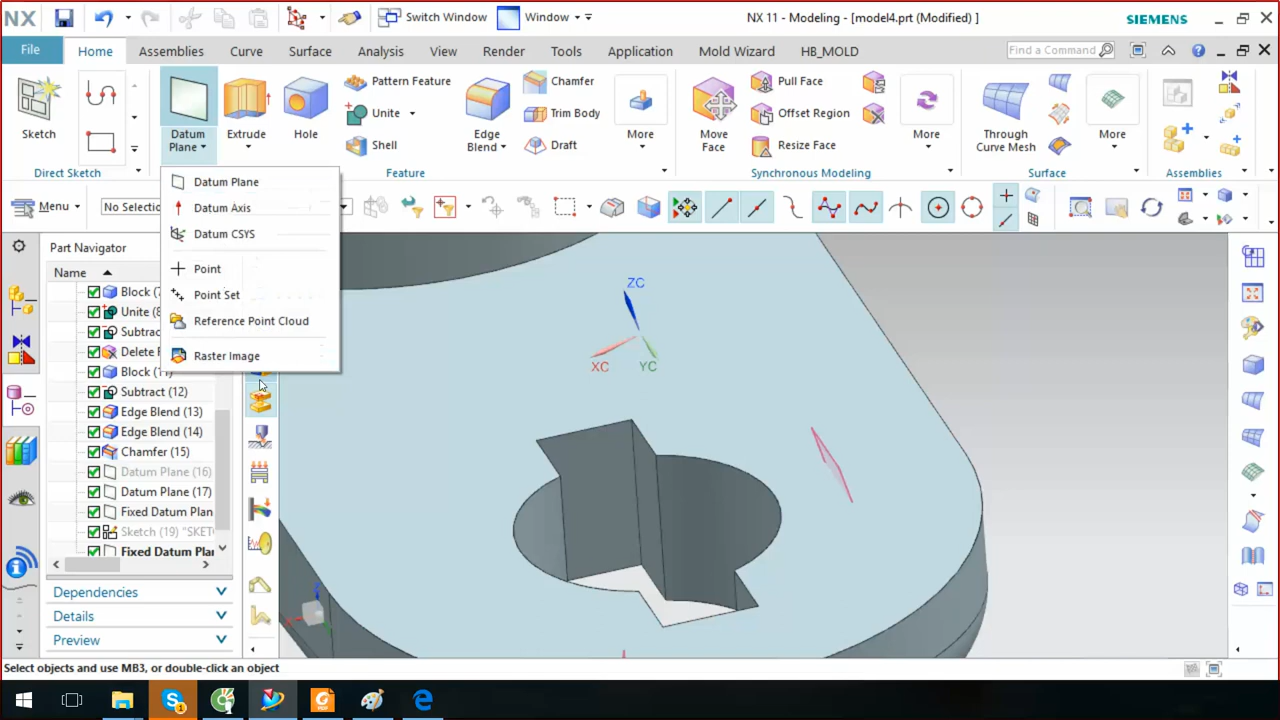 NX
Switch Window
Window
NX 11 - Modeling - [model4.prt (Modified) ]
SIEMENS
File
Home
Assemblies
Curve
Surface
Analysis
View
Render
Tools
Application
Mold Wizard
HB_MOLD
Find a Command
Sketch
Datum Plane
Extrude
Hole
Pattern Feature
Unite
Shell
Edge Blend
Chamfer
Trim Body
Draft
More
Move Face
Pull Face
Offset Region
Resize Face
More
Through Curve Mesh
More
Direct Sketch
Feature
Synchronous Modeling
Surface
Assemblies
Menu
No Selectio
Datum Plane
Datum Axis
Datum CSYS
Point
Point Set
Reference Point Cloud
Raster Image
Part Navigator
Name
Block (
Unite (8
Subtrac
Delete F
Block (11)
Subtract (12)
Edge Blend (13)
Edge Blend (14)
Chamfer (15)
Datum Plane (16)
Datum Plane (17)
Fixed Datum Plan
Sketch (19) "SKET
Fixed Datum Plan
Dependencies
Details
Preview
ZC
XC
YC
Select objects and use MB3, or double-click an object